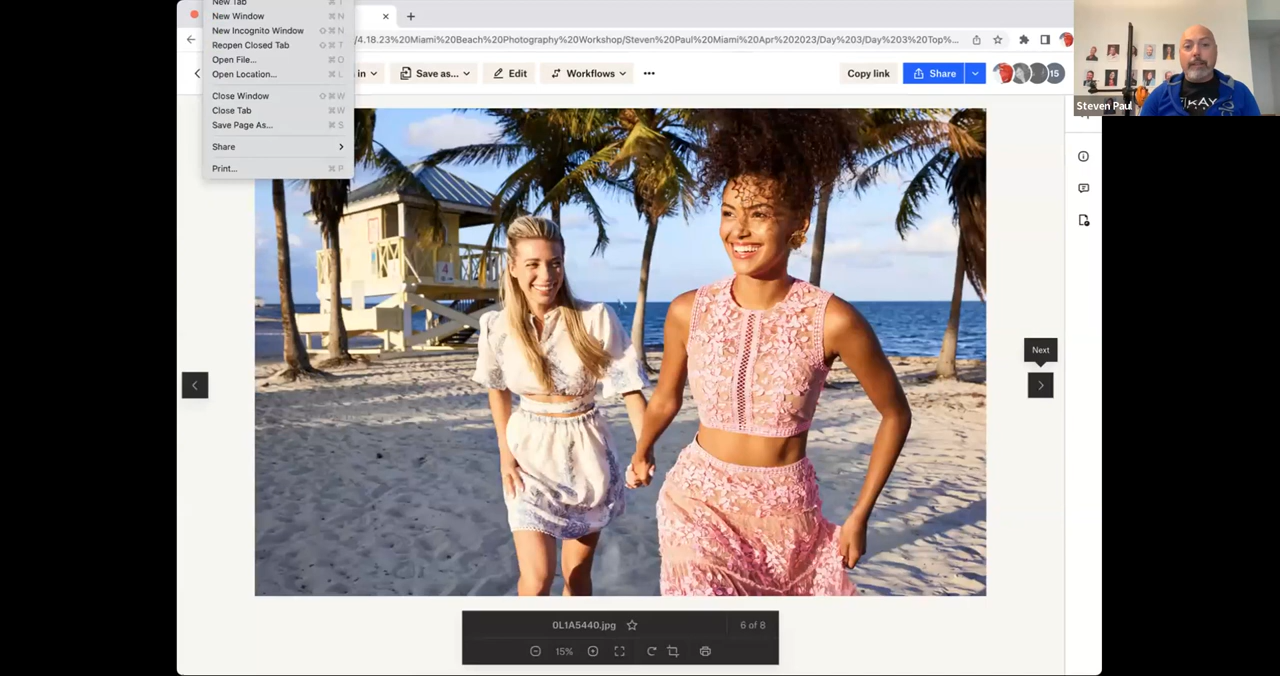 New Tab ⌘ T
New Window ⌘ N
New Incognito Window ⇧ ⌘ N
Reopen Closed Tab ⇧ ⌘ T
Open File... ⌘ O
Open Location... ⌘ L
Close Window ⇧ ⌘ W
Close Tab ⌘ W
Save Page As... ⌘ S
Share
Print... ⌘ P
/4.18.23%20Miami%20Beach%20Photography%20Workshop/Steven%20Paul%20Miami%20Apr%202023/Day%203/Day%203%20Top%...
in
Save as...
Edit
Workflows
Copy link
Share
15
Steven Paul
KAY
4
Next
0L1A5440.jpg
6 of 8
15%